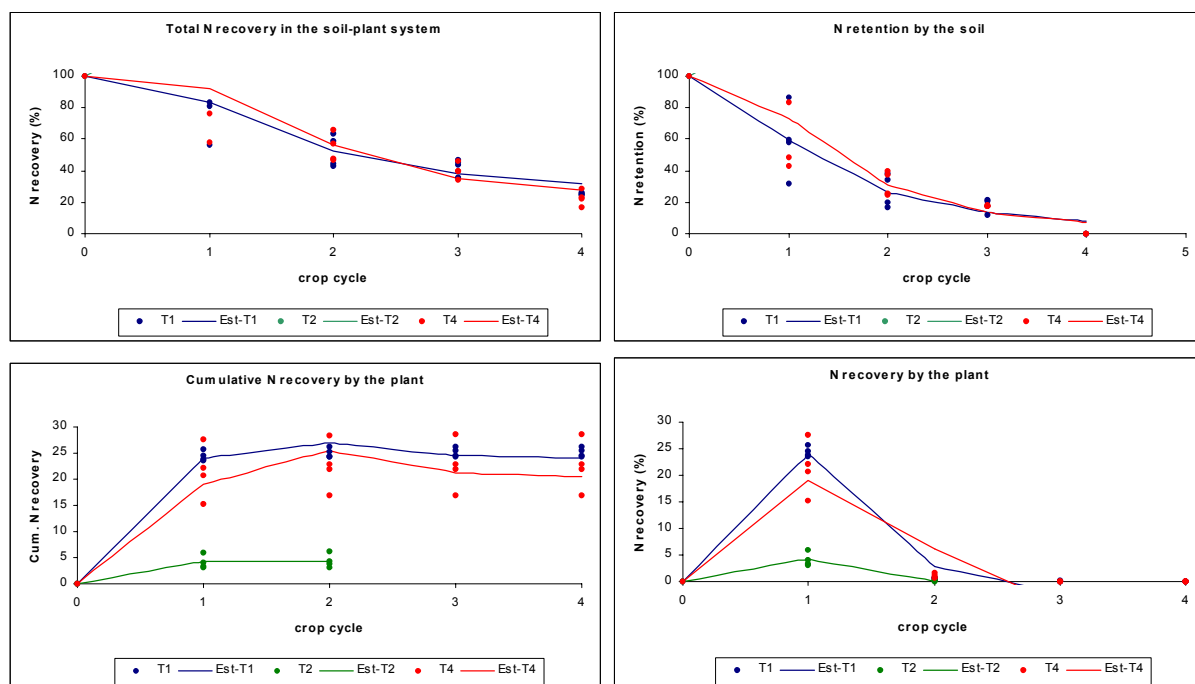 Total N recovery in the soil-plant system
N recovery (%)
100
80
60
40
20
0
0 1 2 3 4
crop cycle
T1 Est-T1 T2 Est-T2 T4 Est-T4
N retention by the soil
N retention (%)
100
80
60
40
20
0
0 1 2 3 4 5
crop cycle
T1 Est-T1 T2 Est-T2 T4 Est-T4
Cumulative N recovery by the plant
Cum. N recovery
30
25
20
15
10
5
0
0 1 2 3 4
crop cycle
T1 Est-T1 T2 Est-T2 T4 Est-T4
N recovery by the plant
N recovery (%)
30
25
20
15
10
5
0
0 1 2 3 4
crop cycle
T1 Est-T1 T2 Est-T2 T4 Est-T4